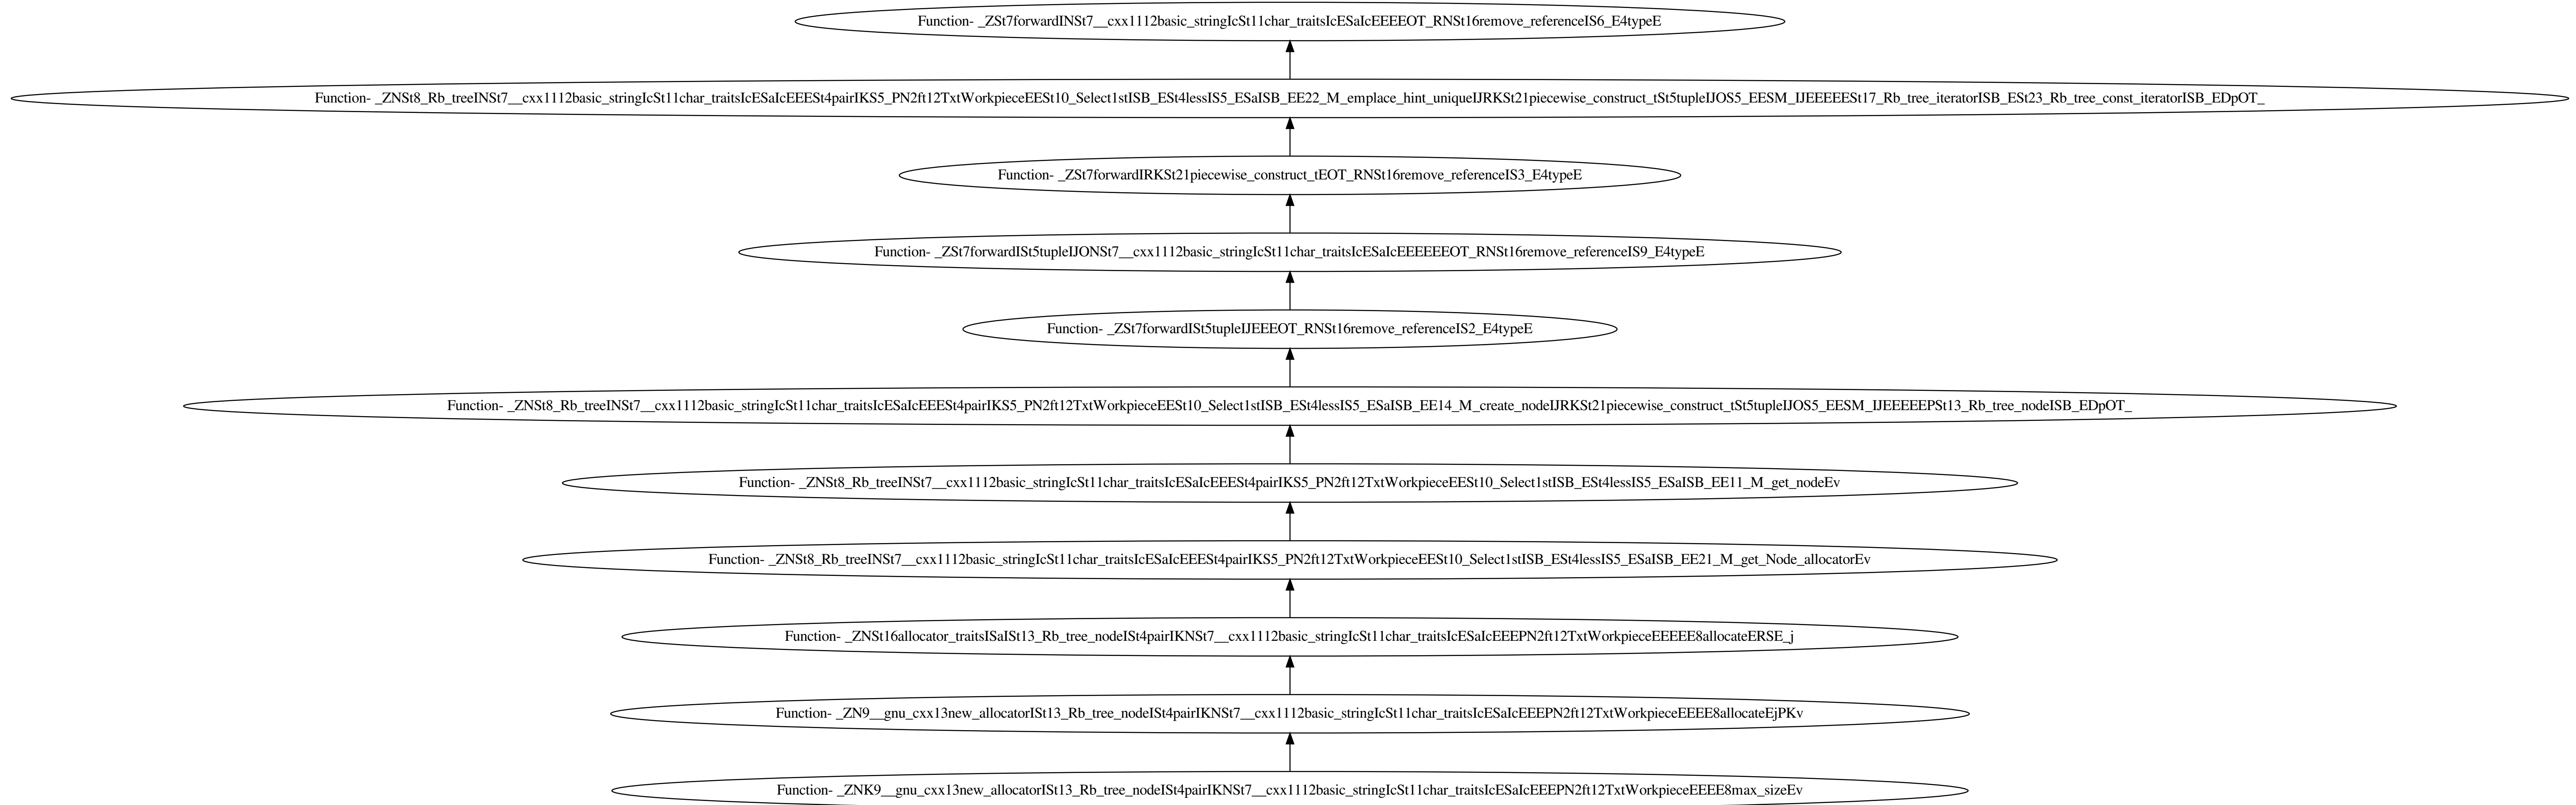 Function- _ZSt7forwardINSt7__cxx1112basic_stringIcSt11char_traitsIcESaIcEEEEOT_RNSt16remove_referenceIS6_E4typeE
Function- _ZNSt8_Rb_treeINSt7__cxx1112basic_stringIcSt11char_traitsIcESaIcEEESt4pairIKS5_PN2ft12TxtWorkpieceEESt10_Select1stISB_ESt4lessIS5_ESaISB_EE22_M_emplace_hint_uniqueIJRKSt21piecewise_construct_tSt5tupleIJOS5_EESM_IJEEEEESt17_Rb_tree_iteratorISB_ESt23_Rb_tree_const_iteratorISB_EDpOT_
Function- _ZSt7forwardIRKSt21piecewise_construct_tEOT_RNSt16remove_referenceIS3_E4typeE
Function- _ZSt7forwardISt5tupleIJONSt7__cxx1112basic_stringIcSt11char_traitsIcESaIcEEEEEEOT_RNSt16remove_referenceIS9_E4typeE
Function- _ZSt7forwardISt5tupleIJEEEOT_RNSt16remove_referenceIS2_E4typeE
Function- _ZNSt8_Rb_treeINSt7__cxx1112basic_stringIcSt11char_traitsIcESaIcEEESt4pairIKS5_PN2ft12TxtWorkpieceEESt10_Select1stISB_ESt4lessIS5_ESaISB_EE14_M_create_nodeIJRKSt21piecewise_construct_tSt5tupleIJOS5_EESM_IJEEEEEPSt13_Rb_tree_nodeISB_EDpOT_
Function- _ZNSt8_Rb_treeINSt7__cxx1112basic_stringIcSt11char_traitsIcESaIcEEESt4pairIKS5_PN2ft12TxtWorkpieceEESt10_Select1stISB_ESt4lessIS5_ESaISB_EE11_M_get_nodeEv
Function- _ZNSt8_Rb_treeINSt7__cxx1112basic_stringIcSt11char_traitsIcESaIcEEESt4pairIKS5_PN2ft12TxtWorkpieceEESt10_Select1stISB_ESt4lessIS5_ESaISB_EE21_M_get_Node_allocatorEv
Function- _ZNSt16allocator_traitsISaISt13_Rb_tree_nodeISt4pairIKNSt7__cxx1112basic_stringIcSt11char_traitsIcESaIcEEEPN2ft12TxtWorkpieceEEEEE8allocateERSE_j
Function- _ZN9__gnu_cxx13new_allocatorISt13_Rb_tree_nodeISt4pairIKNSt7__cxx1112basic_stringIcSt11char_traitsIcESaIcEEEPN2ft12TxtWorkpieceEEEE8allocateEjPKv
Function- _ZNK9__gnu_cxx13new_allocatorISt13_Rb_tree_nodeISt4pairIKNSt7__cxx1112basic_stringIcSt11char_traitsIcESaIcEEEPN2ft12TxtWorkpieceEEEE8max_sizeEv